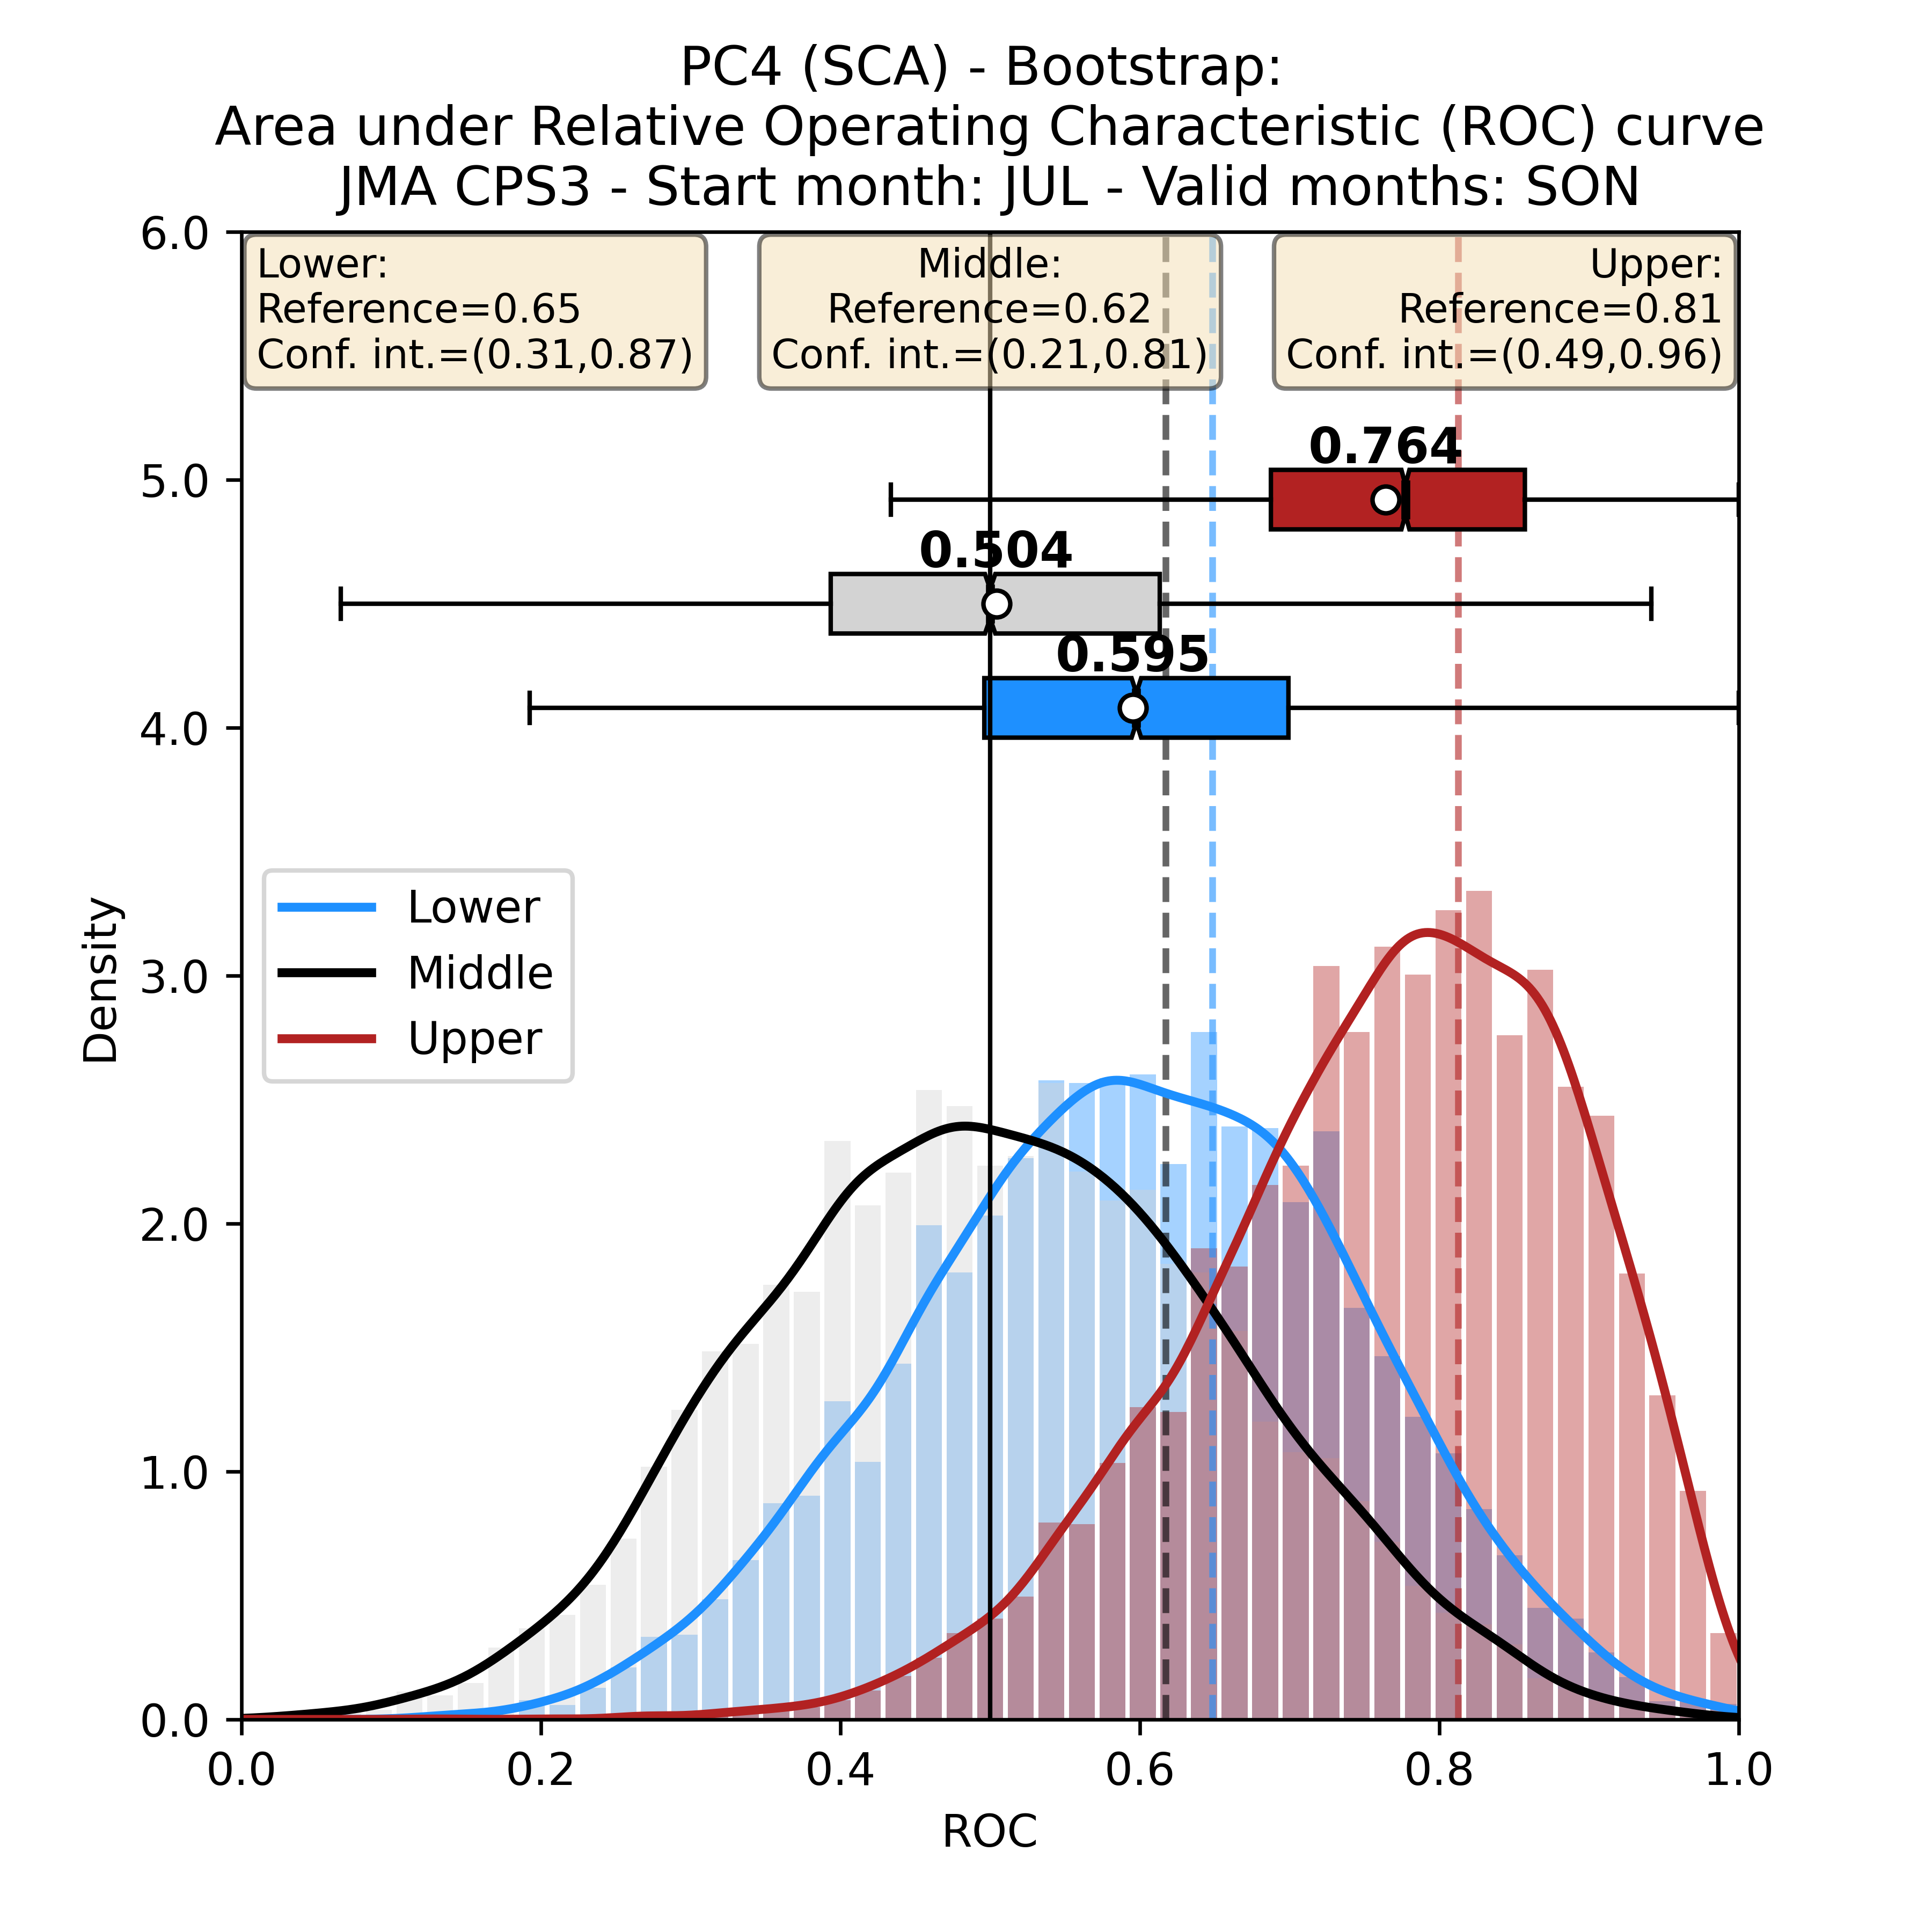 PC4 (SCA) - Bootstrap:
Area under Relative Operating Characteristic (ROC) curve
JMA CPS3 - Start month: JUL - Valid months: SON
Lower:
Reference=0.65
Conf. int.=(0.31,0.87)
Middle:
Reference=0.62
Conf. int.=(0.21,0.81)
Upper:
Reference=0.81
Conf. int.=(0.49,0.96)
0.764
0.504
0.595
Lower
Middle
Upper
Density
6.0
5.0
4.0
3.0
2.0
1.0
0.0
0.0 0.2 0.4 0.6 0.8 1.0
ROC